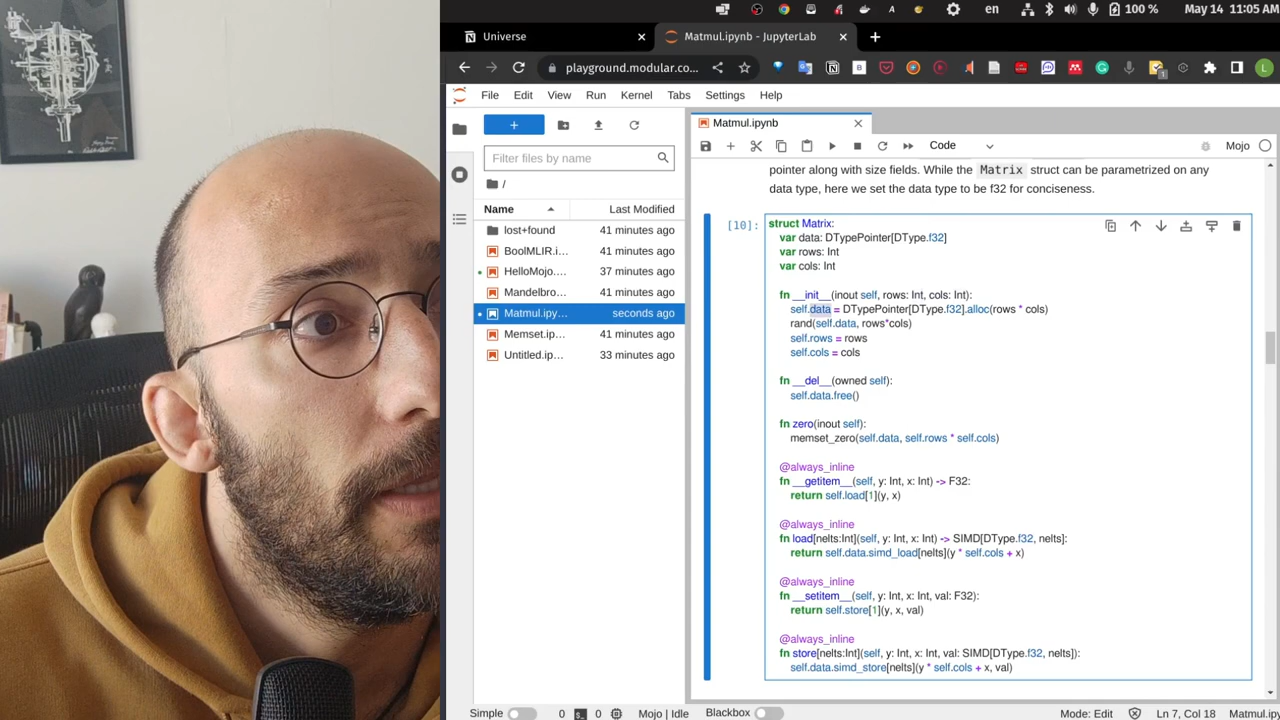 en
100 %
May 14 11:05 AM
Universe
Matmul.ipynb - JupyterLab
playground.modular.co...
File Edit View Run Kernel Tabs Settings Help
Matmul.ipynb
Filter files by name
Code
Mojo
/
Name Last Modified
lost+found 41 minutes ago
BoolMLIR.i... 41 minutes ago
HelloMojo.... 37 minutes ago
Mandelbro... 41 minutes ago
Matmul.ipy... seconds ago
Memset.ip... 41 minutes ago
Untitled.ip... 33 minutes ago
pointer along with size fields. While the Matrix struct can be parametrized on any
data type, here we set the data type to be f32 for conciseness.
[10]:
struct Matrix:
var data: DTypePointer[DType.f32]
var rows: Int
var cols: Int
fn __init__(inout self, rows: Int, cols: Int):
self.data = DTypePointer[DType.f32].alloc(rows * cols)
rand(self.data, rows*cols)
self.rows = rows
self.cols = cols
fn __del__(owned self):
self.data.free()
fn zero(inout self):
memset_zero(self.data, self.rows * self.cols)
@always_inline
fn __getitem__(self, y: Int, x: Int) -> F32:
return self.load[1](y, x)
@always_inline
fn load[nelts:Int](self, y: Int, x: Int) -> SIMD[DType.f32, nelts]:
return self.data.simd_load[nelts](y * self.cols + x)
@always_inline
fn __setitem__(self, y: Int, x: Int, val: F32):
return self.store[1](y, x, val)
@always_inline
fn store[nelts:Int](self, y: Int, x: Int, val: SIMD[DType.f32, nelts]):
self.data.simd_store[nelts](y * self.cols + x, val)
Simple 0 0 Mojo | Idle Blackbox
Mode: Edit Ln 7, Col 18 Matmul.ip